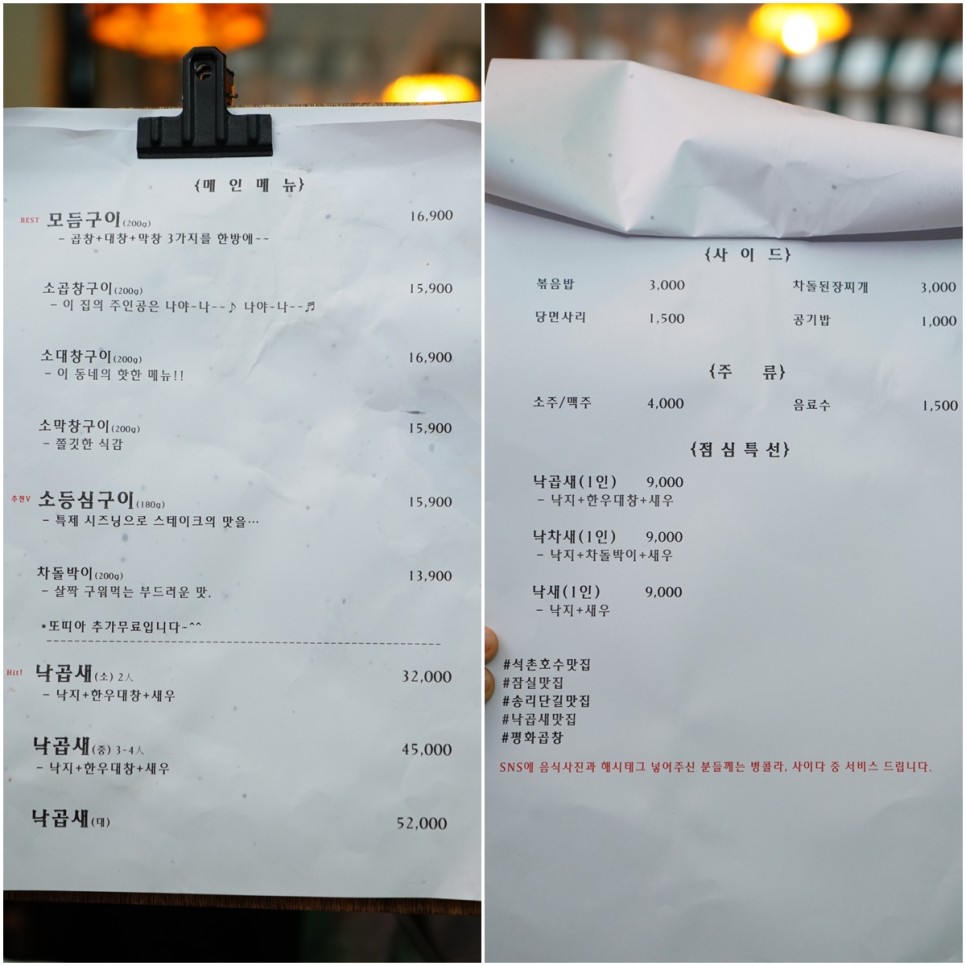 {메 인 메 뉴}
BEST 모듬구이(200g) 16,900
- 곱창+대창+막창 3가지를 한방에~~
소곱창구이(200g) 15,900
- 이 집의 주인공은 나야-나--♪ 나야-나--♬
소대창구이(200g) 16,900
- 이 동네의 핫한 메뉴!!
소막창구이(200g) 15,900
- 쫄깃한 식감
추천V 소등심구이(180g) 15,900
- 특제 시즈닝으로 스테이크의 맛을…
차돌박이(200g) 13,900
- 살짝 구워먹는 부드러운 맛.
*또띠아 추가무료입니다~^^
Hit! 낙곱새(소) 2人 32,000
- 낙지+한우대창+새우
낙곱새(중) 3-4人 45,000
- 낙지+한우대창+새우
낙곱새(대) 52,000
{사 이 드}
볶음밥 3,000 차돌된장찌개 3,000
당면사리 1,500 공기밥 1,000
{주 류}
소주/맥주 4,000 음료수 1,500
{점 심 특 선}
낙곱새(1인) 9,000
- 낙지+한우대창+새우
낙차새(1인) 9,000
- 낙지+차돌박이+새우
낙새(1인) 9,000
- 낙지+새우
#석촌호수맛집
#잠실맛집
#송리단길맛집
#낙곱새맛집
#평화곱창
SNS에 음식사진과 해시태그 넣어주신 분들께는 병콜라, 사이다 중 서비스 드립니다.